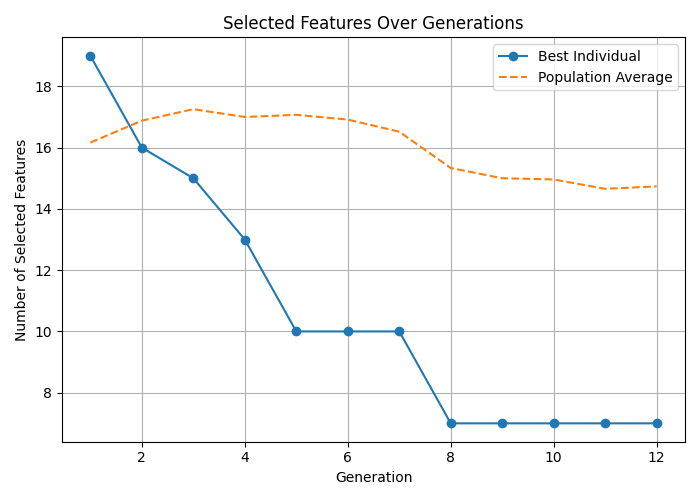 Selected Features Over Generations
Best Individual
Population Average
Number of Selected Features
18
16
14
12
10
8
2 4 6 8 10 12
Generation